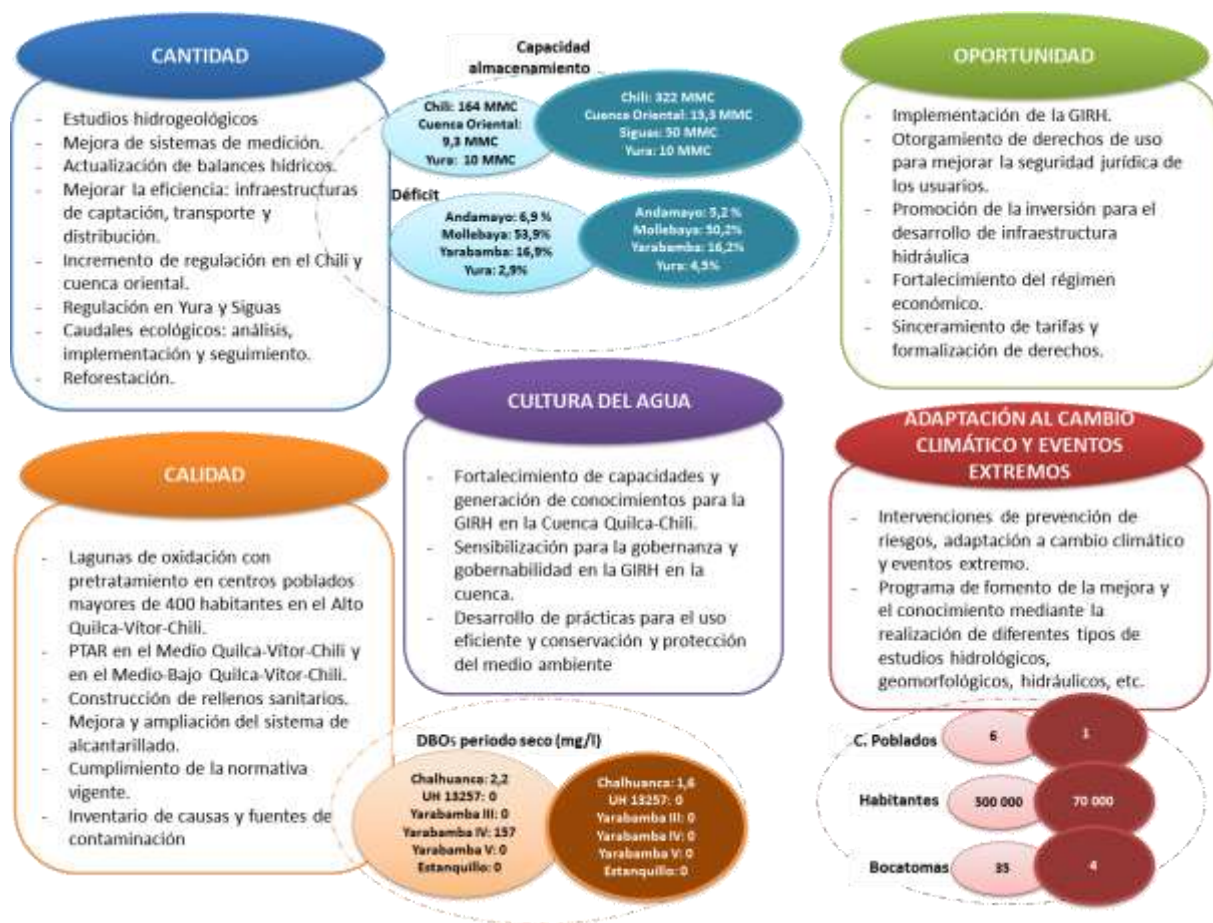 CANTIDAD
- Estudios hidrogeológicos
- Mejora de sistemas de medición.
- Actualización de balances hídricos.
- Mejorar la eficiencia: infraestructuras
de captación, transporte y
distribución.
- Incremento de regulación en el Chili y
cuenca oriental.
- Regulación en Yura y Siguas
- Caudales ecológicos: análisis,
implementación y seguimiento.
- Reforestación.
Capacidad
almacenamiento
Chili: 164 MMC
Cuenca Oriental:
9,3 MMC
Yura: 10 MMC
Chili: 322 MMC
Cuenca Oriental: 15,3 MMC
Siguas: 50 MMC
Yura: 10 MMC
Déficit
Andamayo: 6,9 %
Mollebaya: 53,9%
Yarabamba: 16,9%
Yura: 2,9%
Andamayo: 5,2 %
Mollebaya: 50,2%
Yarabamba: 16,2%
Yura: 4,5%
OPORTUNIDAD
- Implementación de la GIRH.
- Otorgamiento de derechos de uso
para mejorar la seguridad jurídica de
los usuarios.
- Promoción de la inversión para el
desarrollo de infraestructura
hidráulica
- Fortalecimiento del régimen
económico.
- Sinceramiento de tarifas y
formalización de derechos.
CULTURA DEL AGUA
- Fortalecimiento de capacidades y
generación de conocimientos para la
GIRH en la Cuenca Quilca-Chili.
- Sensibilización para la gobernanza y
gobernabilidad en la GIRH en la
cuenca.
- Desarrollo de prácticas para el uso
eficiente y conservación y protección
del medio ambiente
CALIDAD
- Lagunas de oxidación con
pretratamiento en centros poblados
mayores de 400 habitantes en el Alto
Quilca-Vítor-Chili.
- PTAR en el Medio Quilca-Vítor-Chili y
en el Medio-Bajo Quilca-Vítor-Chili.
- Construcción de rellenos sanitarios.
- Mejora y ampliación del sistema de
alcantarillado.
- Cumplimiento de la normativa
vigente.
- Inventario de causas y fuentes de
contaminación
DBO5 periodo seco (mg/l)
Chalhuanca: 2,2
UH 13257: 0
Yarabamba III: 0
Yarabamba IV: 157
Yarabamba V: 0
Estanquillo: 0
Chalhuanca: 1,6
UH 13257: 0
Yarabamba III: 0
Yarabamba IV: 0
Yarabamba V: 0
Estanquillo: 0
ADAPTACIÓN AL CAMBIO
CLIMÁTICO Y EVENTOS
EXTREMOS
- Intervenciones de prevención de
riesgos, adaptación a cambio climático
y eventos extremo.
- Programa de fomento de la mejora y
el conocimiento mediante la
realización de diferentes tipos de
estudios hidrológicos,
geomorfológicos, hidráulicos, etc.
C. Poblados 6 1
Habitantes 500 000 70 000
Bocatomas 35 4